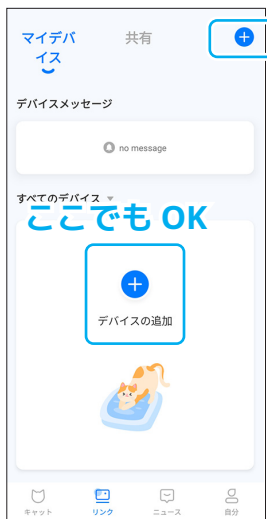 マイデバ
イス
共有
デバイスメッセージ
no message
すべてのデバイス
ここでも OK
デバイスの追加
キャット
リンク
ニュース
自分